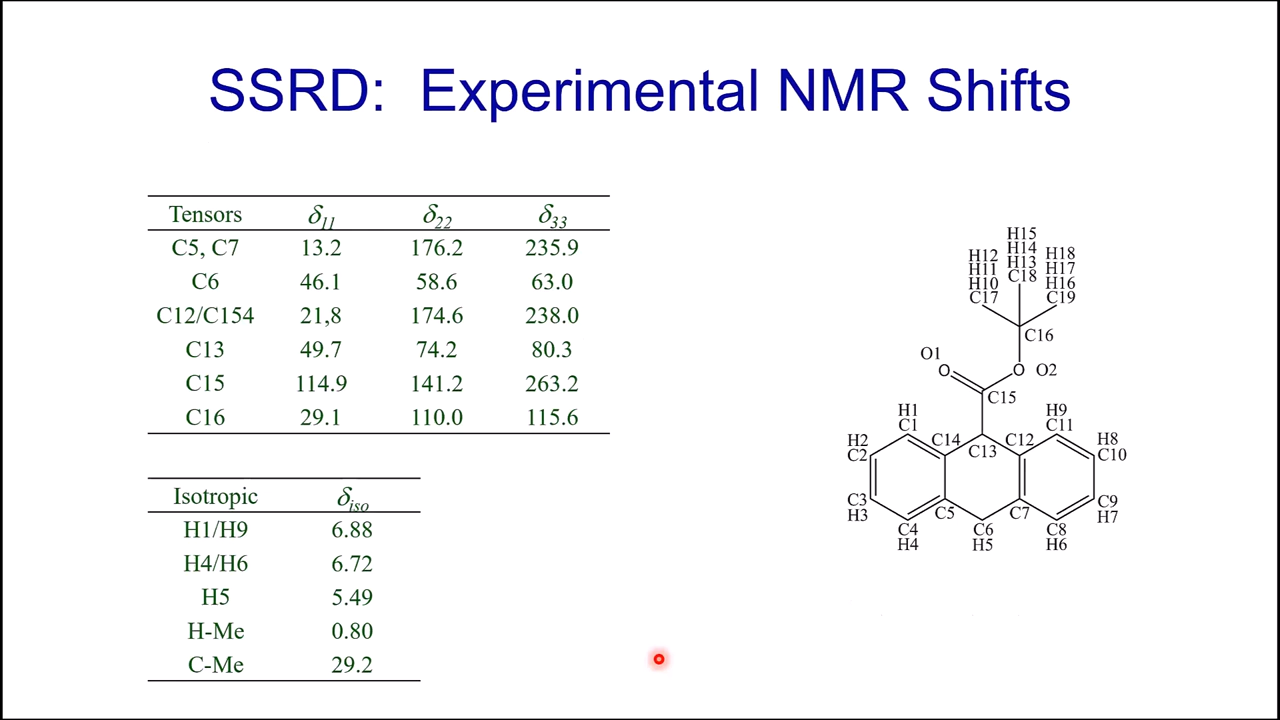 SSRD: Experimental NMR Shifts
Tensors δ11 δ22 δ33
C5, C7 13.2 176.2 235.9
C6 46.1 58.6 63.0
C12/C154 21,8 174.6 238.0
C13 49.7 74.2 80.3
C15 114.9 141.2 263.2
C16 29.1 110.0 115.6
Isotropic δiso
H1/H9 6.88
H4/H6 6.72
H5 5.49
H-Me 0.80
C-Me 29.2
H15
H12 H14 H18
H11 H13 H17
H10 C18 H16
C17 C19
C16
O1
O O O2
C15
H1 H9
C1 C11
H2 C14 C13 C12 H8
C2 C10
C3 C9
H3 C5 C7 H7
C4 C6 C8
H4 H5 H6